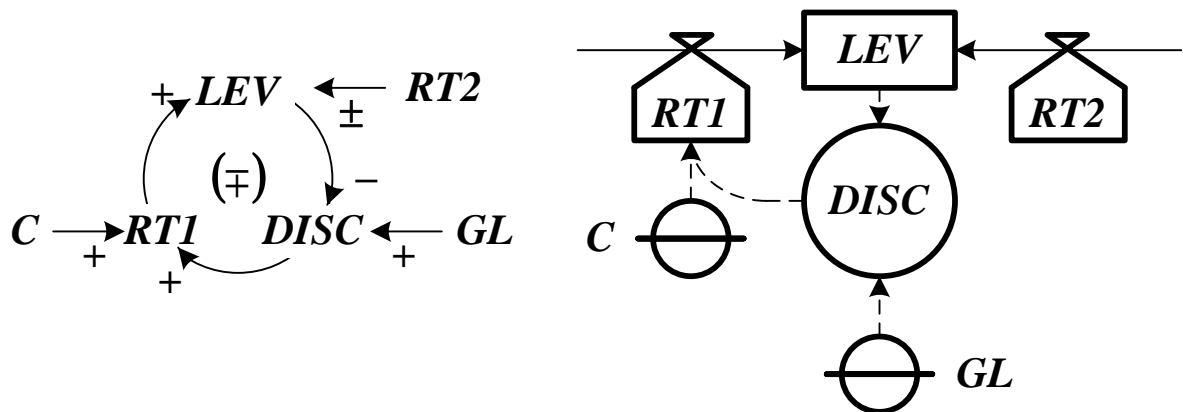 + LEV RT2
±
(∓)
−
C RT1 DISC GL
+ + +
LEV
RT1 RT2
DISC
C
GL